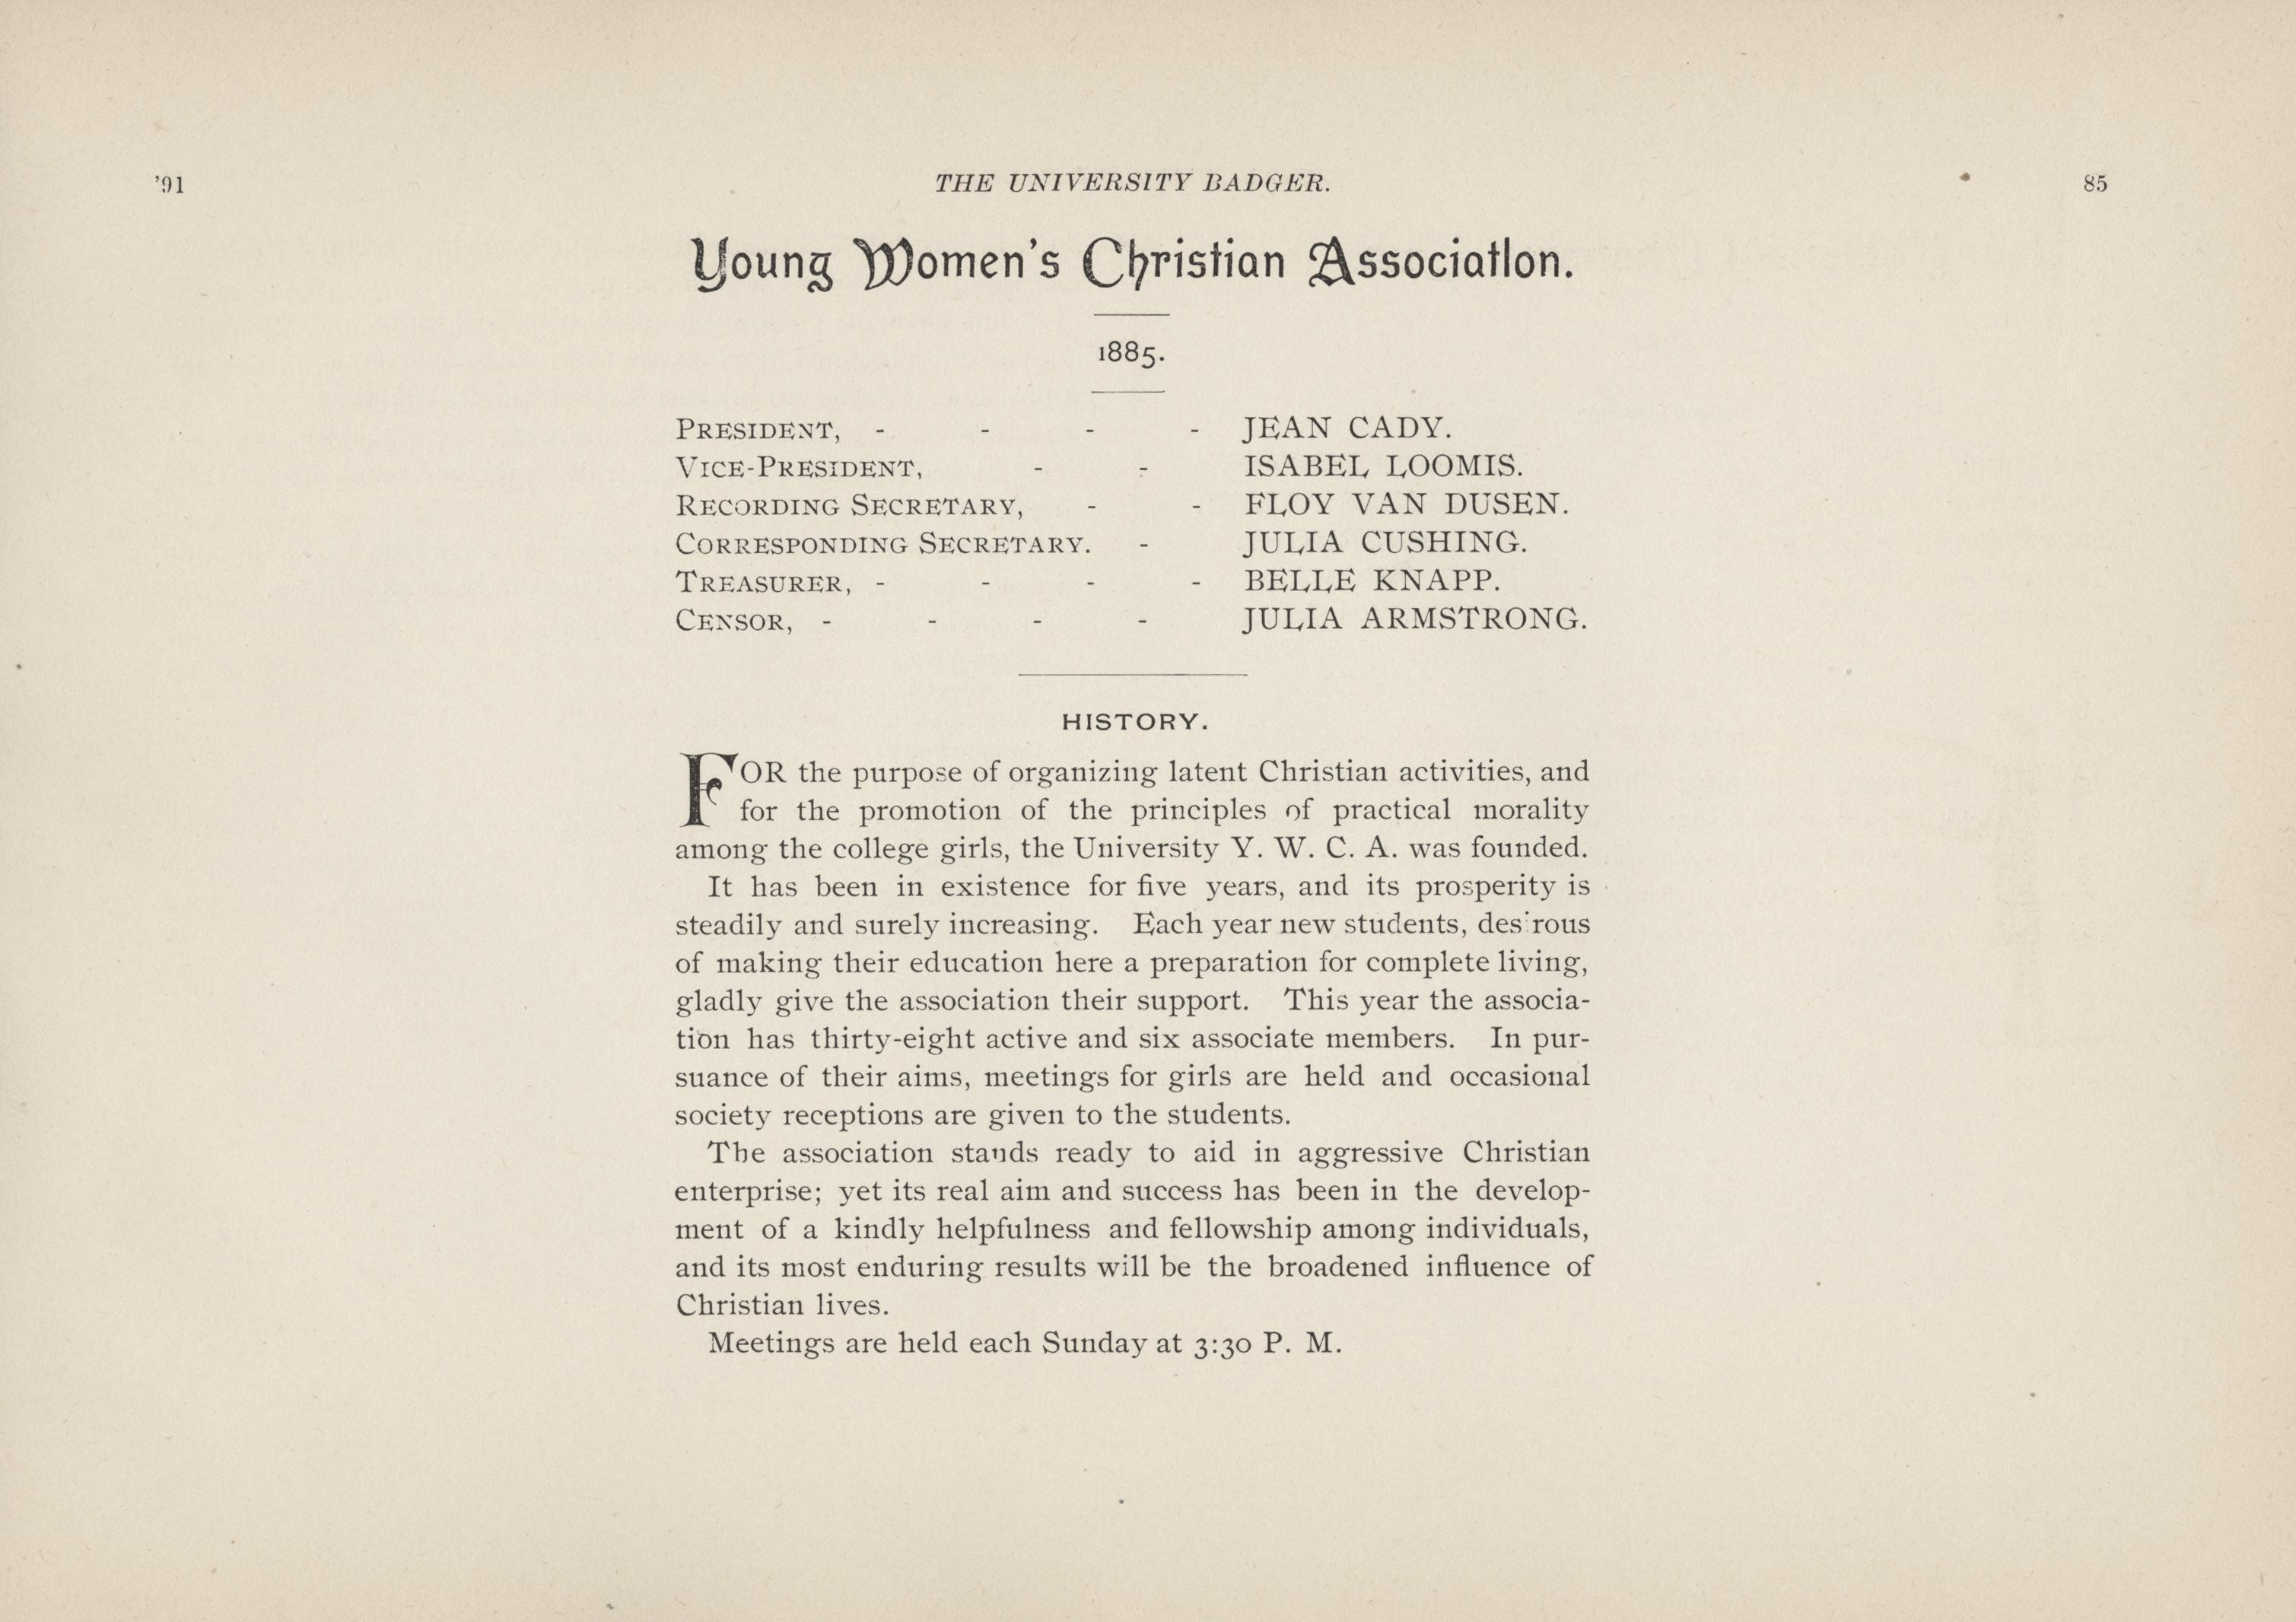 '91 THE UNIVERSITY BADGER. 85
Young Women's Christian Association.
1885.
PRESIDENT, - - - - JEAN CADY.
VICE-PRESIDENT, - - ISABEL LOOMIS.
RECORDING SECRETARY, - - FLOY VAN DUSEN.
CORRESPONDING SECRETARY. - JULIA CUSHING.
TREASURER, - - - - BELLE KNAPP.
CENSOR, - - - - JULIA ARMSTRONG.
HISTORY.
FOR the purpose of organizing latent Christian activities, and
for the promotion of the principles of practical morality
among the college girls, the University Y. W. C. A. was founded.
It has been in existence for five years, and its prosperity is
steadily and surely increasing. Each year new students, desirous
of making their education here a preparation for complete living,
gladly give the association their support. This year the associa-
tion has thirty-eight active and six associate members. In pur-
suance of their aims, meetings for girls are held and occasional
society receptions are given to the students.
The association stands ready to aid in aggressive Christian
enterprise; yet its real aim and success has been in the develop-
ment of a kindly helpfulness and fellowship among individuals,
and its most enduring results will be the broadened influence of
Christian lives.
Meetings are held each Sunday at 3:30 P. M.